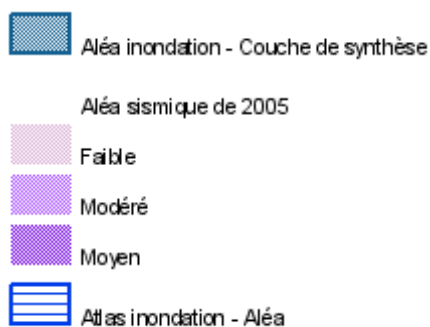 Aléa inondation - Couche de synthèse
Aléa sismique de 2005
Faible
Modéré
Moyen
Atlas inondation - Aléa